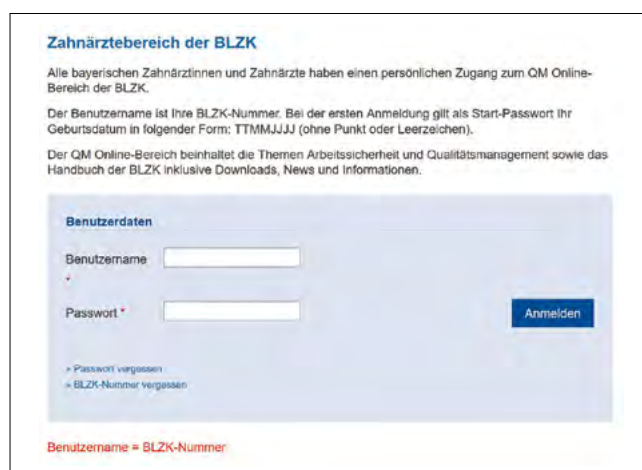 Zahnärztebereich der BLZK
Alle bayerischen Zahnärztinnen und Zahnärzte haben einen persönlichen Zugang zum QM Online-
Bereich der BLZK.
Der Benutzername ist Ihre BLZK-Nummer. Bei der ersten Anmeldung gilt als Start-Passwort Ihr
Geburtsdatum in folgender Form: TTMMJJJJ (ohne Punkt oder Leerzeichen).
Der QM Online-Bereich beinhaltet die Themen Arbeitssicherheit und Qualitätsmanagement sowie das
Handbuch der BLZK inklusive Downloads, News und Informationen.
Benutzerdaten
Benutzername
*
Passwort *
Anmelden
» Passwort vergessen
» BLZK-Nummer vergessen
Benutzername = BLZK-Nummer